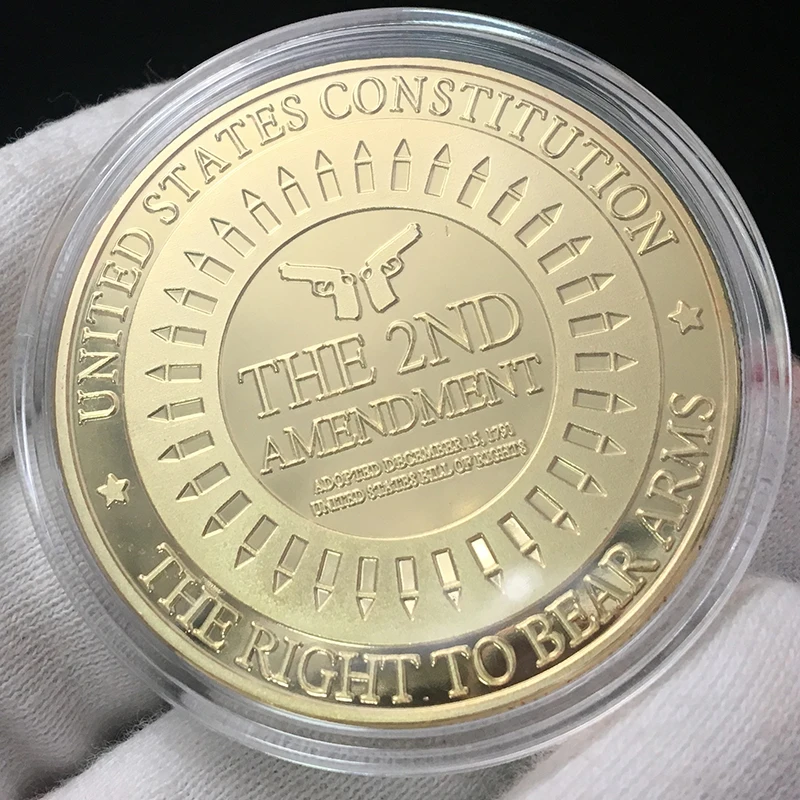 UNITED STATES CONSTITUTION
THE 2ND
AMENDMENT
ADOPTED DECEMBER 15, 1791
UNITED STATES BILL OF RIGHTS
THE RIGHT TO BEAR ARMS